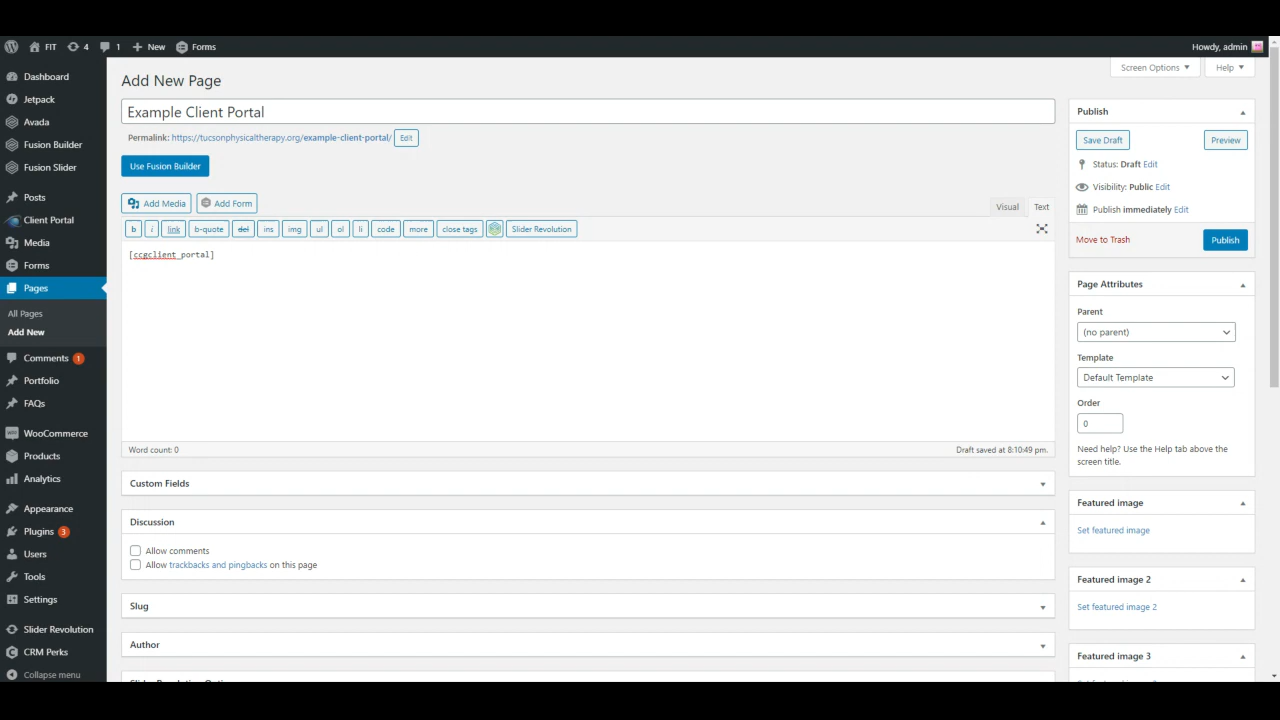 FIT 4 1 New Forms Howdy, admin
Dashboard
Jetpack
Avada
Fusion Builder
Fusion Slider
Posts
Client Portal
Media
Forms
Pages
All Pages
Add New
Comments 1
Portfolio
FAQs
WooCommerce
Products
Analytics
Appearance
Plugins 3
Users
Tools
Settings
Slider Revolution
CRM Perks
Collapse menu
Screen Options Help
Add New Page
Example Client Portal
Permalink: https://tucsonphysicaltherapy.org/example-client-portal/ Edit
Use Fusion Builder
Add Media Add Form
Visual Text
b i link b-quote del ins img ul ol li code more close tags Slider Revolution
[ccgclient_portal]
Word count: 0 Draft saved at 8:10:49 pm.
Custom Fields
Discussion
Allow comments
Allow trackbacks and pingbacks on this page
Slug
Author
Publish
Save Draft Preview
Status: Draft Edit
Visibility: Public Edit
Publish immediately Edit
Move to Trash Publish
Page Attributes
Parent
(no parent)
Template
Default Template
Order
0
Need help? Use the Help tab above the
screen title.
Featured image
Set featured image
Featured image 2
Set featured image 2
Featured image 3